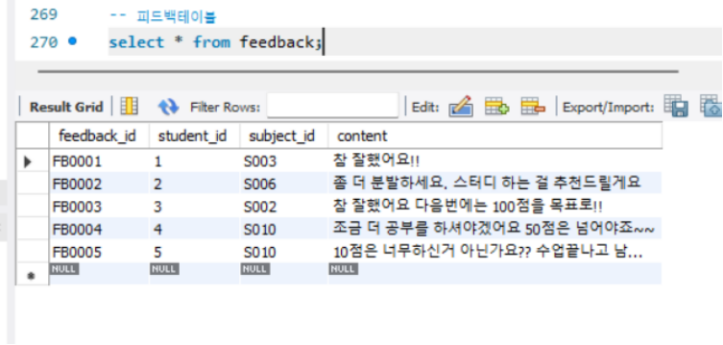 269 -- 피드백테이블
270 select * from feedback;
Result Grid Filter Rows: Edit: Export/Import:
feedback_id student_id subject_id content
FB0001 1 S003 참 잘했어요!!
FB0002 2 S006 좀 더 분발하세요. 스터디 하는 걸 추천드릴게요
FB0003 3 S002 참 잘했어요 다음번에는 100점을 목표로!!
FB0004 4 S010 조금 더 공부를 하셔야겠어요 50점은 넘어야죠~~
FB0005 5 S010 10점은 너무하신거 아닌가요?? 수업끝나고 남...
NULL NULL NULL NULL